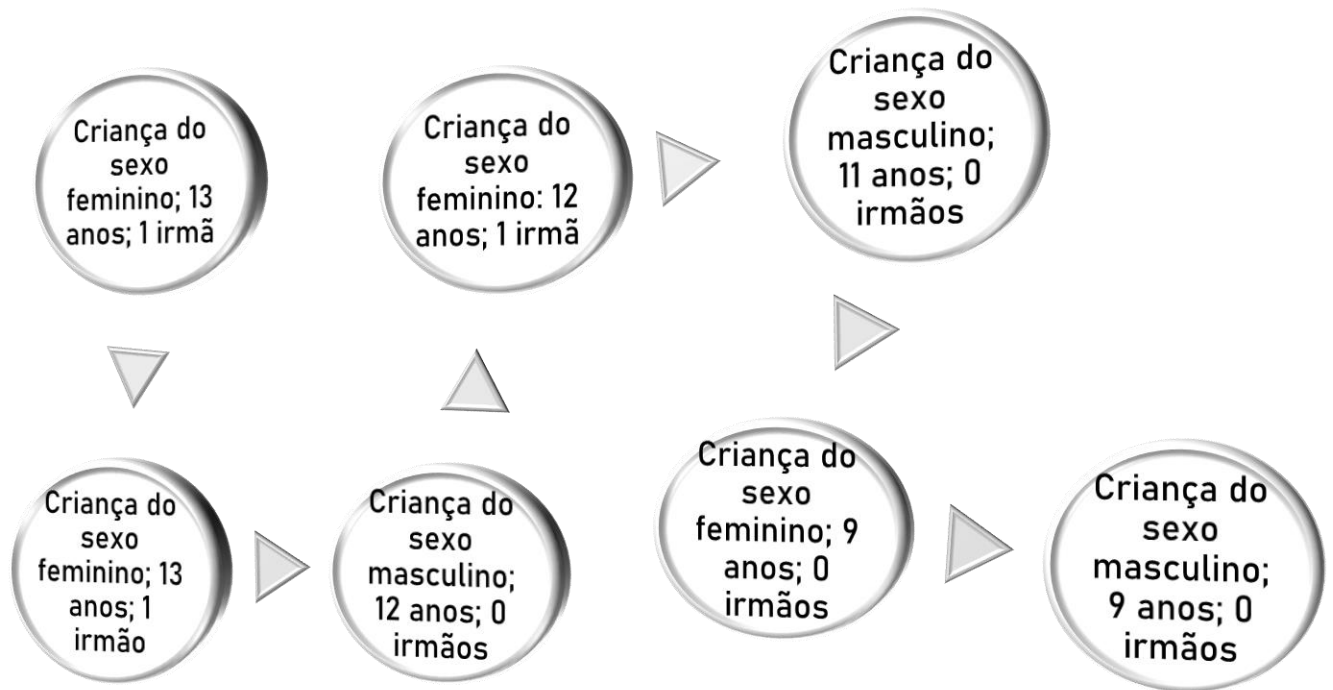 Criança do
sexo
feminino; 13
anos; 1 irmã
Criança do
sexo
feminino; 13
anos; 1
irmão
Criança do
sexo
masculino;
12 anos; 0
irmãos
Criança do
sexo
feminino: 12
anos; 1 irmã
Criança do
sexo
masculino;
11 anos; 0
irmãos
Criança do
sexo
feminino; 9
anos; 0
irmãos
Criança do
sexo
masculino;
9 anos; 0
irmãos